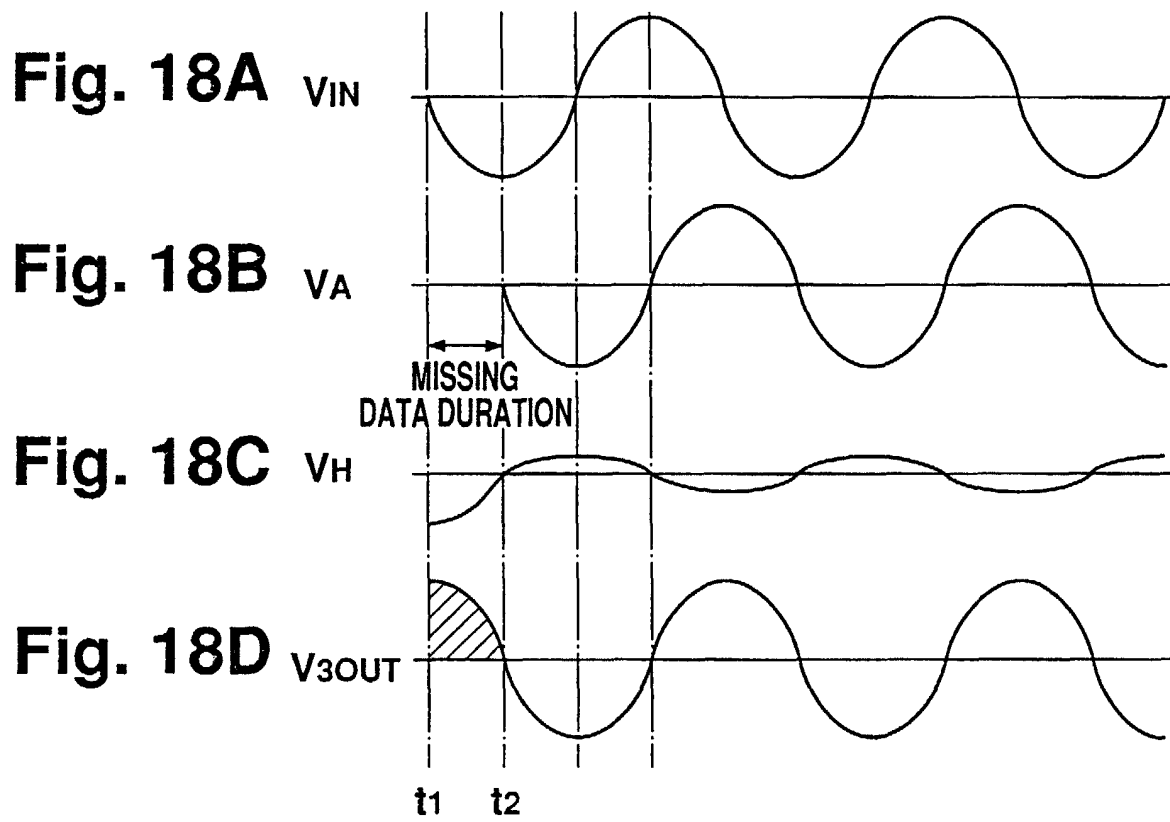 Fig. 18A VIN
Fig. 18B VA
MISSING
DATA DURATION
Fig. 18C VH
Fig. 18D V3OUT
t1 t2